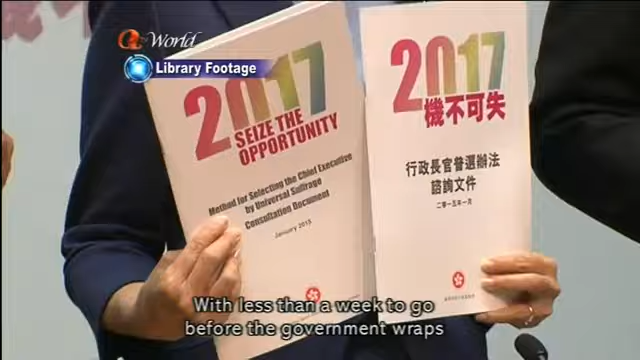 World
Library Footage
2017
SEIZE THE
OPPORTUNITY
Method for Selecting the Chief Executive
by Universal Suffrage
Consultation Document
January 2015
2017
機不可失
行政長官普選辦法
諮詢文件
二零一五年一月
With less than a week to go
before the government wraps